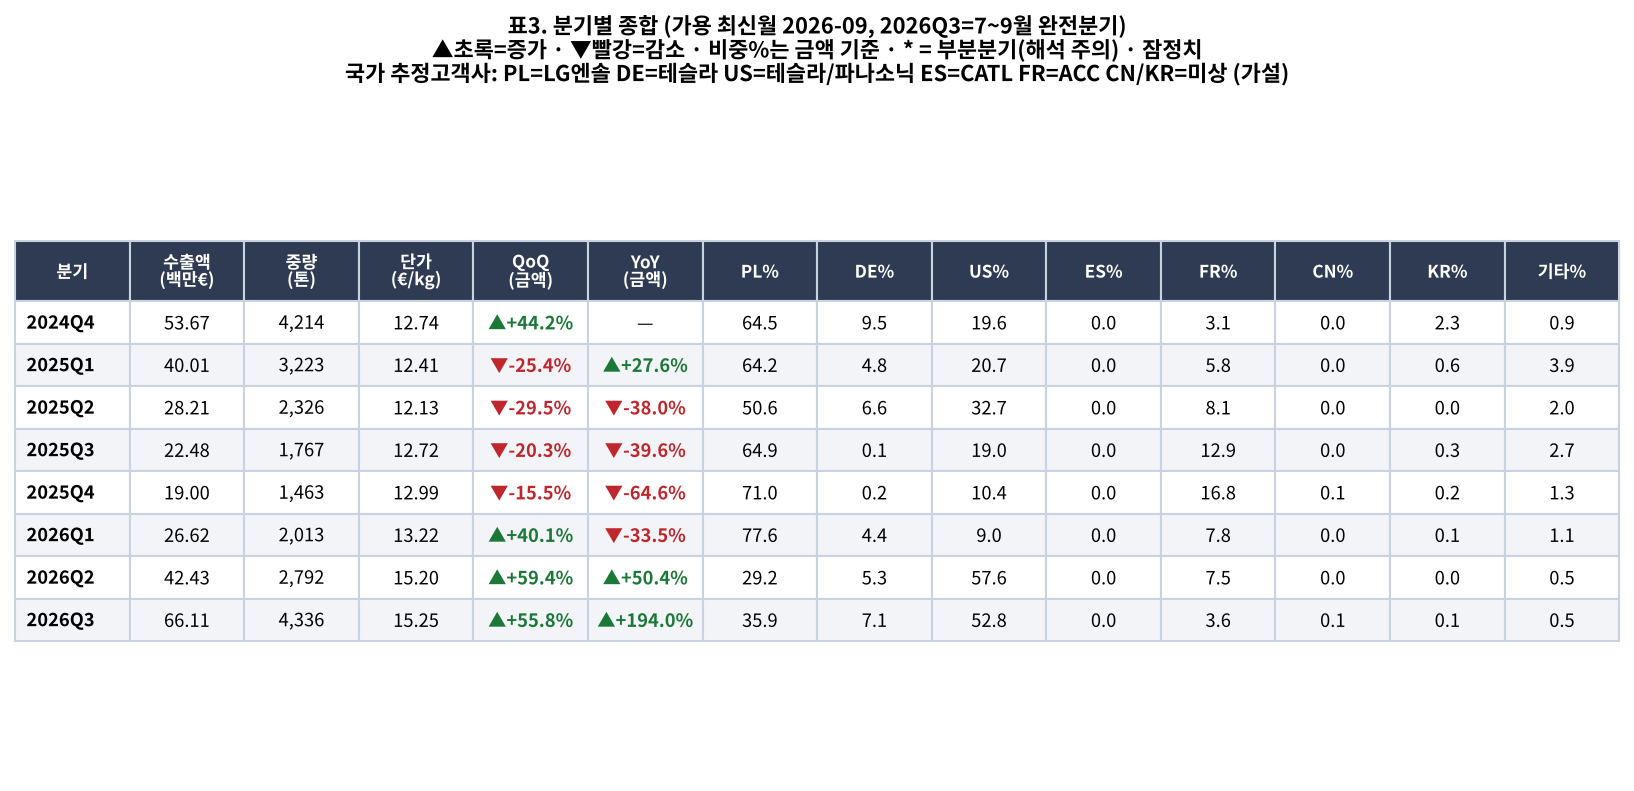 표3. 분기별 종합 (가용 최신월 2026-09, 2026Q3=7~9월 완전분기)
▲초록=증가 · ▼빨강=감소 · 비중%는 금액 기준 · * = 부분분기(해석 주의) · 잠정치
국가 추정고객사: PL=LG엔솔 DE=테슬라 US=테슬라/파나소닉 ES=CATL FR=ACC CN/KR=미상 (가설)
분기 수출액 (백만€) 중량 (톤) 단가 (€/kg) QoQ (금액) YoY (금액) PL% DE% US% ES% FR% CN% KR% 기타%
2024Q4 53.67 4,214 12.74 ▲+44.2% — 64.5 9.5 19.6 0.0 3.1 0.0 2.3 0.9
2025Q1 40.01 3,223 12.41 ▼-25.4% ▲+27.6% 64.2 4.8 20.7 0.0 5.8 0.0 0.6 3.9
2025Q2 28.21 2,326 12.13 ▼-29.5% ▼-38.0% 50.6 6.6 32.7 0.0 8.1 0.0 0.0 2.0
2025Q3 22.48 1,767 12.72 ▼-20.3% ▼-39.6% 64.9 0.1 19.0 0.0 12.9 0.0 0.3 2.7
2025Q4 19.00 1,463 12.99 ▼-15.5% ▼-64.6% 71.0 0.2 10.4 0.0 16.8 0.1 0.2 1.3
2026Q1 26.62 2,013 13.22 ▲+40.1% ▼-33.5% 77.6 4.4 9.0 0.0 7.8 0.0 0.1 1.1
2026Q2 42.43 2,792 15.20 ▲+59.4% ▲+50.4% 29.2 5.3 57.6 0.0 7.5 0.0 0.0 0.5
2026Q3 66.11 4,336 15.25 ▲+55.8% ▲+194.0% 35.9 7.1 52.8 0.0 3.6 0.1 0.1 0.5